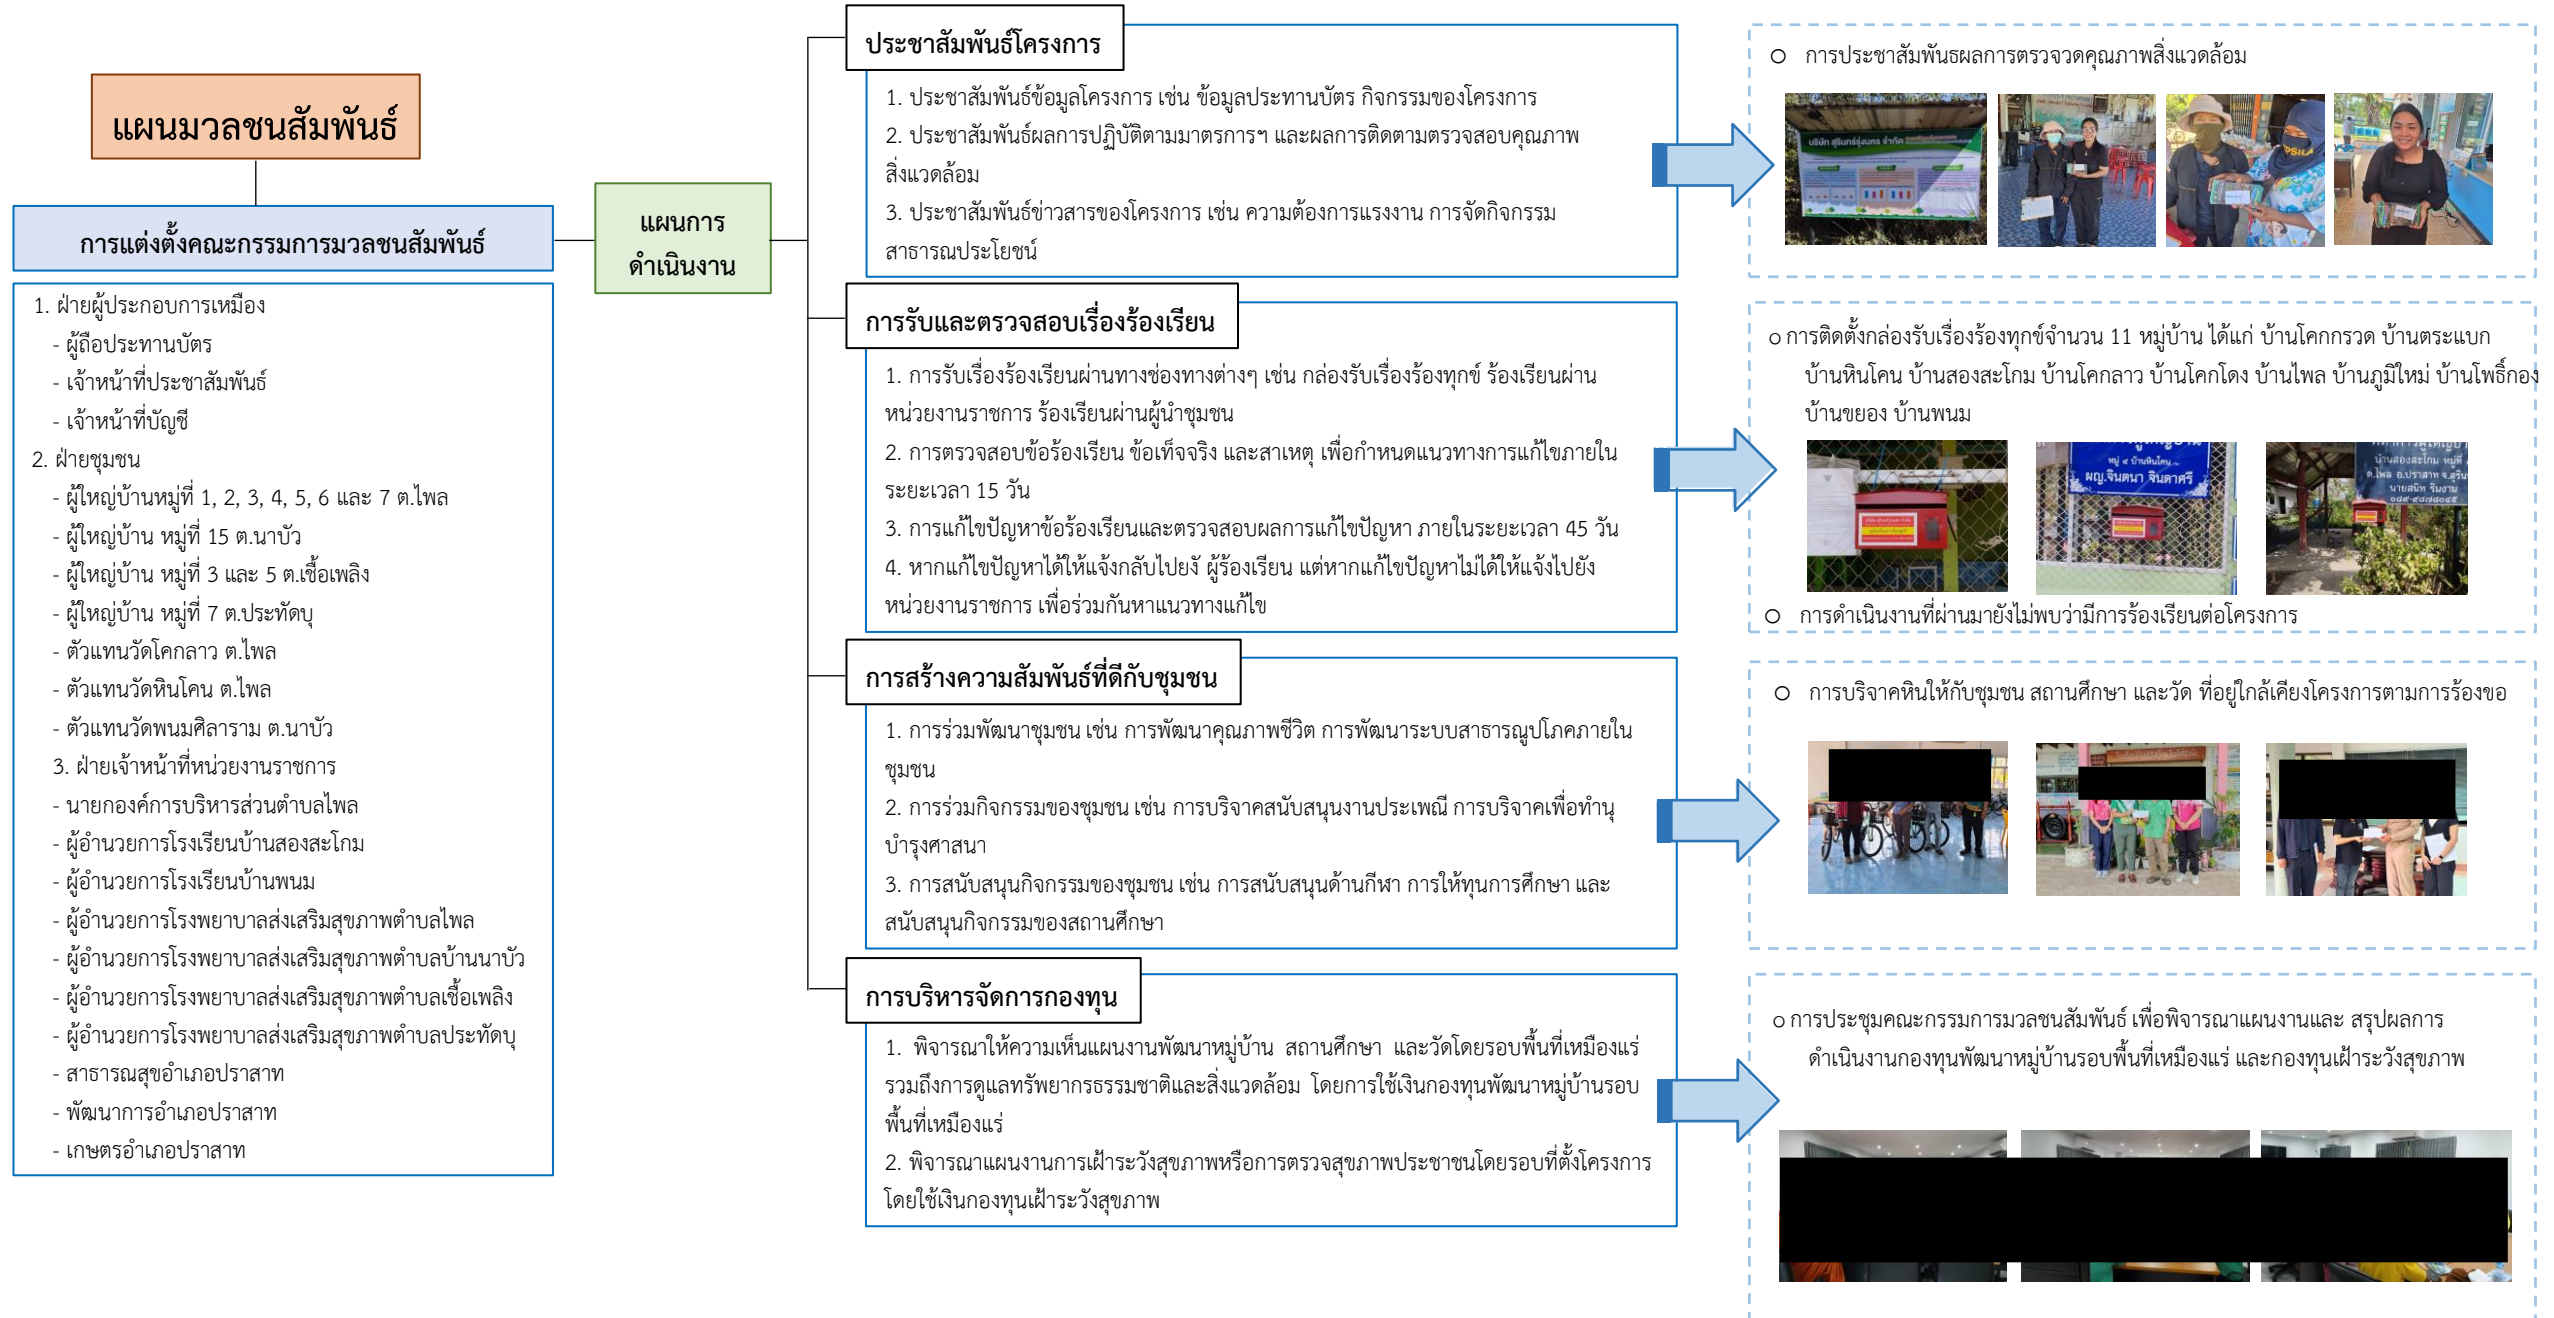 แผนมวลชนสัมพันธ์
การแต่งตั้งคณะกรรมการมวลชนสัมพันธ์
1. ฝ่ายผู้ประกอบการเหมือง
- ผู้ถือประทานบัตร
- เจ้าหน้าที่ประชาสัมพันธ์
- เจ้าหน้าที่บัญชี
2. ฝ่ายชุมชน
- ผู้ใหญ่บ้านหมู่ที่ 1, 2, 3, 4, 5, 6 และ 7 ต.ไพล
- ผู้ใหญ่บ้าน หมู่ที่ 15 ต.นาบัว
- ผู้ใหญ่บ้าน หมู่ที่ 3 และ 5 ต.เชื้อเพลิง
- ผู้ใหญ่บ้าน หมู่ที่ 7 ต.ประทัดบุ
- ตัวแทนวัดโคกลาว ต.ไพล
- ตัวแทนวัดหินโคน ต.ไพล
- ตัวแทนวัดพนมศิลาราม ต.นาบัว
3. ฝ่ายเจ้าหน้าที่หน่วยงานราชการ
- นายกองค์การบริหารส่วนตำบลไพล
- ผู้อำนวยการโรงเรียนบ้านสองสะโกม
- ผู้อำนวยการโรงเรียนบ้านพนม
- ผู้อำนวยการโรงพยาบาลส่งเสริมสุขภาพตำบลไพล
- ผู้อำนวยการโรงพยาบาลส่งเสริมสุขภาพตำบลบ้านนาบัว
- ผู้อำนวยการโรงพยาบาลส่งเสริมสุขภาพตำบลเชื้อเพลิง
- ผู้อำนวยการโรงพยาบาลส่งเสริมสุขภาพตำบลประทัดบุ
- สาธารณสุขอำเภอปราสาท
- พัฒนาการอำเภอปราสาท
- เกษตรอำเภอปราสาท
แผนการ
ดำเนินงาน
ประชาสัมพันธ์โครงการ
1. ประชาสัมพันธ์ข้อมูลโครงการ เช่น ข้อมูลประทานบัตร กิจกรรมของโครงการ
2. ประชาสัมพันธ์ผลการปฏิบัติตามมาตรการฯ และผลการติดตามตรวจสอบคุณภาพ
สิ่งแวดล้อม
3. ประชาสัมพันธ์ข่าวสารของโครงการ เช่น ความต้องการแรงงาน การจัดกิจกรรม
สาธารณประโยชน์
o การประชาสัมพันธผลการตรวจวดคุณภาพสิ่งแวดล้อม
บริษัท สุรินทร์รุ่งนคร จำกัด
การรับและตรวจสอบเรื่องร้องเรียน
1. การรับเรื่องร้องเรียนผ่านทางช่องทางต่างๆ เช่น กล่องรับเรื่องร้องทุกข์ ร้องเรียนผ่าน
หน่วยงานราชการ ร้องเรียนผ่านผู้นำชุมชน
2. การตรวจสอบข้อร้องเรียน ข้อเท็จจริง และสาเหตุ เพื่อกำหนดแนวทางการแก้ไขภายใน
ระยะเวลา 15 วัน
3. การแก้ไขปัญหาข้อร้องเรียนและตรวจสอบผลการแก้ไขปัญหา ภายในระยะเวลา 45 วัน
4. หากแก้ไขปัญหาได้ให้แจ้งกลับไปยงั ผู้ร้องเรียน แต่หากแก้ไขปัญหาไม่ได้ให้แจ้งไปยัง
หน่วยงานราชการ เพื่อร่วมกันหาแนวทางแก้ไข
o การติดตั้งกล่องรับเรื่องร้องทุกข์จำนวน 11 หมู่บ้าน ได้แก่ บ้านโคกกรวด บ้านตระแบก
บ้านหินโคน บ้านสองสะโกม บ้านโคกลาว บ้านโคกโดง บ้านไพล บ้านภูมิใหม่ บ้านโพธิ์กอง
บ้านขยอง บ้านพนม
หมู่ ๔ บ้านหินโคน
ผญ.จินตนา จินดาศรี
บ้านสองสะโกม หมู่ที่
ต.ไพล อ.ปราสาท จ.สุรินทร์
นายสนิท ริมงาม
o การดำเนินงานที่ผ่านมายังไม่พบว่ามีการร้องเรียนต่อโครงการ
การสร้างความสัมพันธ์ที่ดีกับชุมชน
1. การร่วมพัฒนาชุมชน เช่น การพัฒนาคุณภาพชีวิต การพัฒนาระบบสาธารณูปโภคภายใน
ชุมชน
2. การร่วมกิจกรรมของชุมชน เช่น การบริจาคสนับสนุนงานประเพณี การบริจาคเพื่อทำนุ
บำรุงศาสนา
3. การสนับสนุนกิจกรรมของชุมชน เช่น การสนับสนุนด้านกีฬา การให้ทุนการศึกษา และ
สนับสนุนกิจกรรมของสถานศึกษา
o การบริจาคหินให้กับชุมชน สถานศึกษา และวัด ที่อยู่ใกล้เคียงโครงการตามการร้องขอ
การบริหารจัดการกองทุน
1. พิจารณาให้ความเห็นแผนงานพัฒนาหมู่บ้าน สถานศึกษา และวัดโดยรอบพื้นที่เหมืองแร่
รวมถึงการดูแลทรัพยากรธรรมชาติและสิ่งแวดล้อม โดยการใช้เงินกองทุนพัฒนาหมู่บ้านรอบ
พื้นที่เหมืองแร่
2. พิจารณาแผนงานการเฝ้าระวังสุขภาพหรือการตรวจสุขภาพประชาชนโดยรอบที่ตั้งโครงการ
โดยใช้เงินกองทุนเฝ้าระวังสุขภาพ
o การประชุมคณะกรรมการมวลชนสัมพันธ์ เพื่อพิจารณาแผนงานและ สรุปผลการ
ดำเนินงานกองทุนพัฒนาหมู่บ้านรอบพื้นที่เหมืองแร่ และกองทุนเฝ้าระวังสุขภาพ